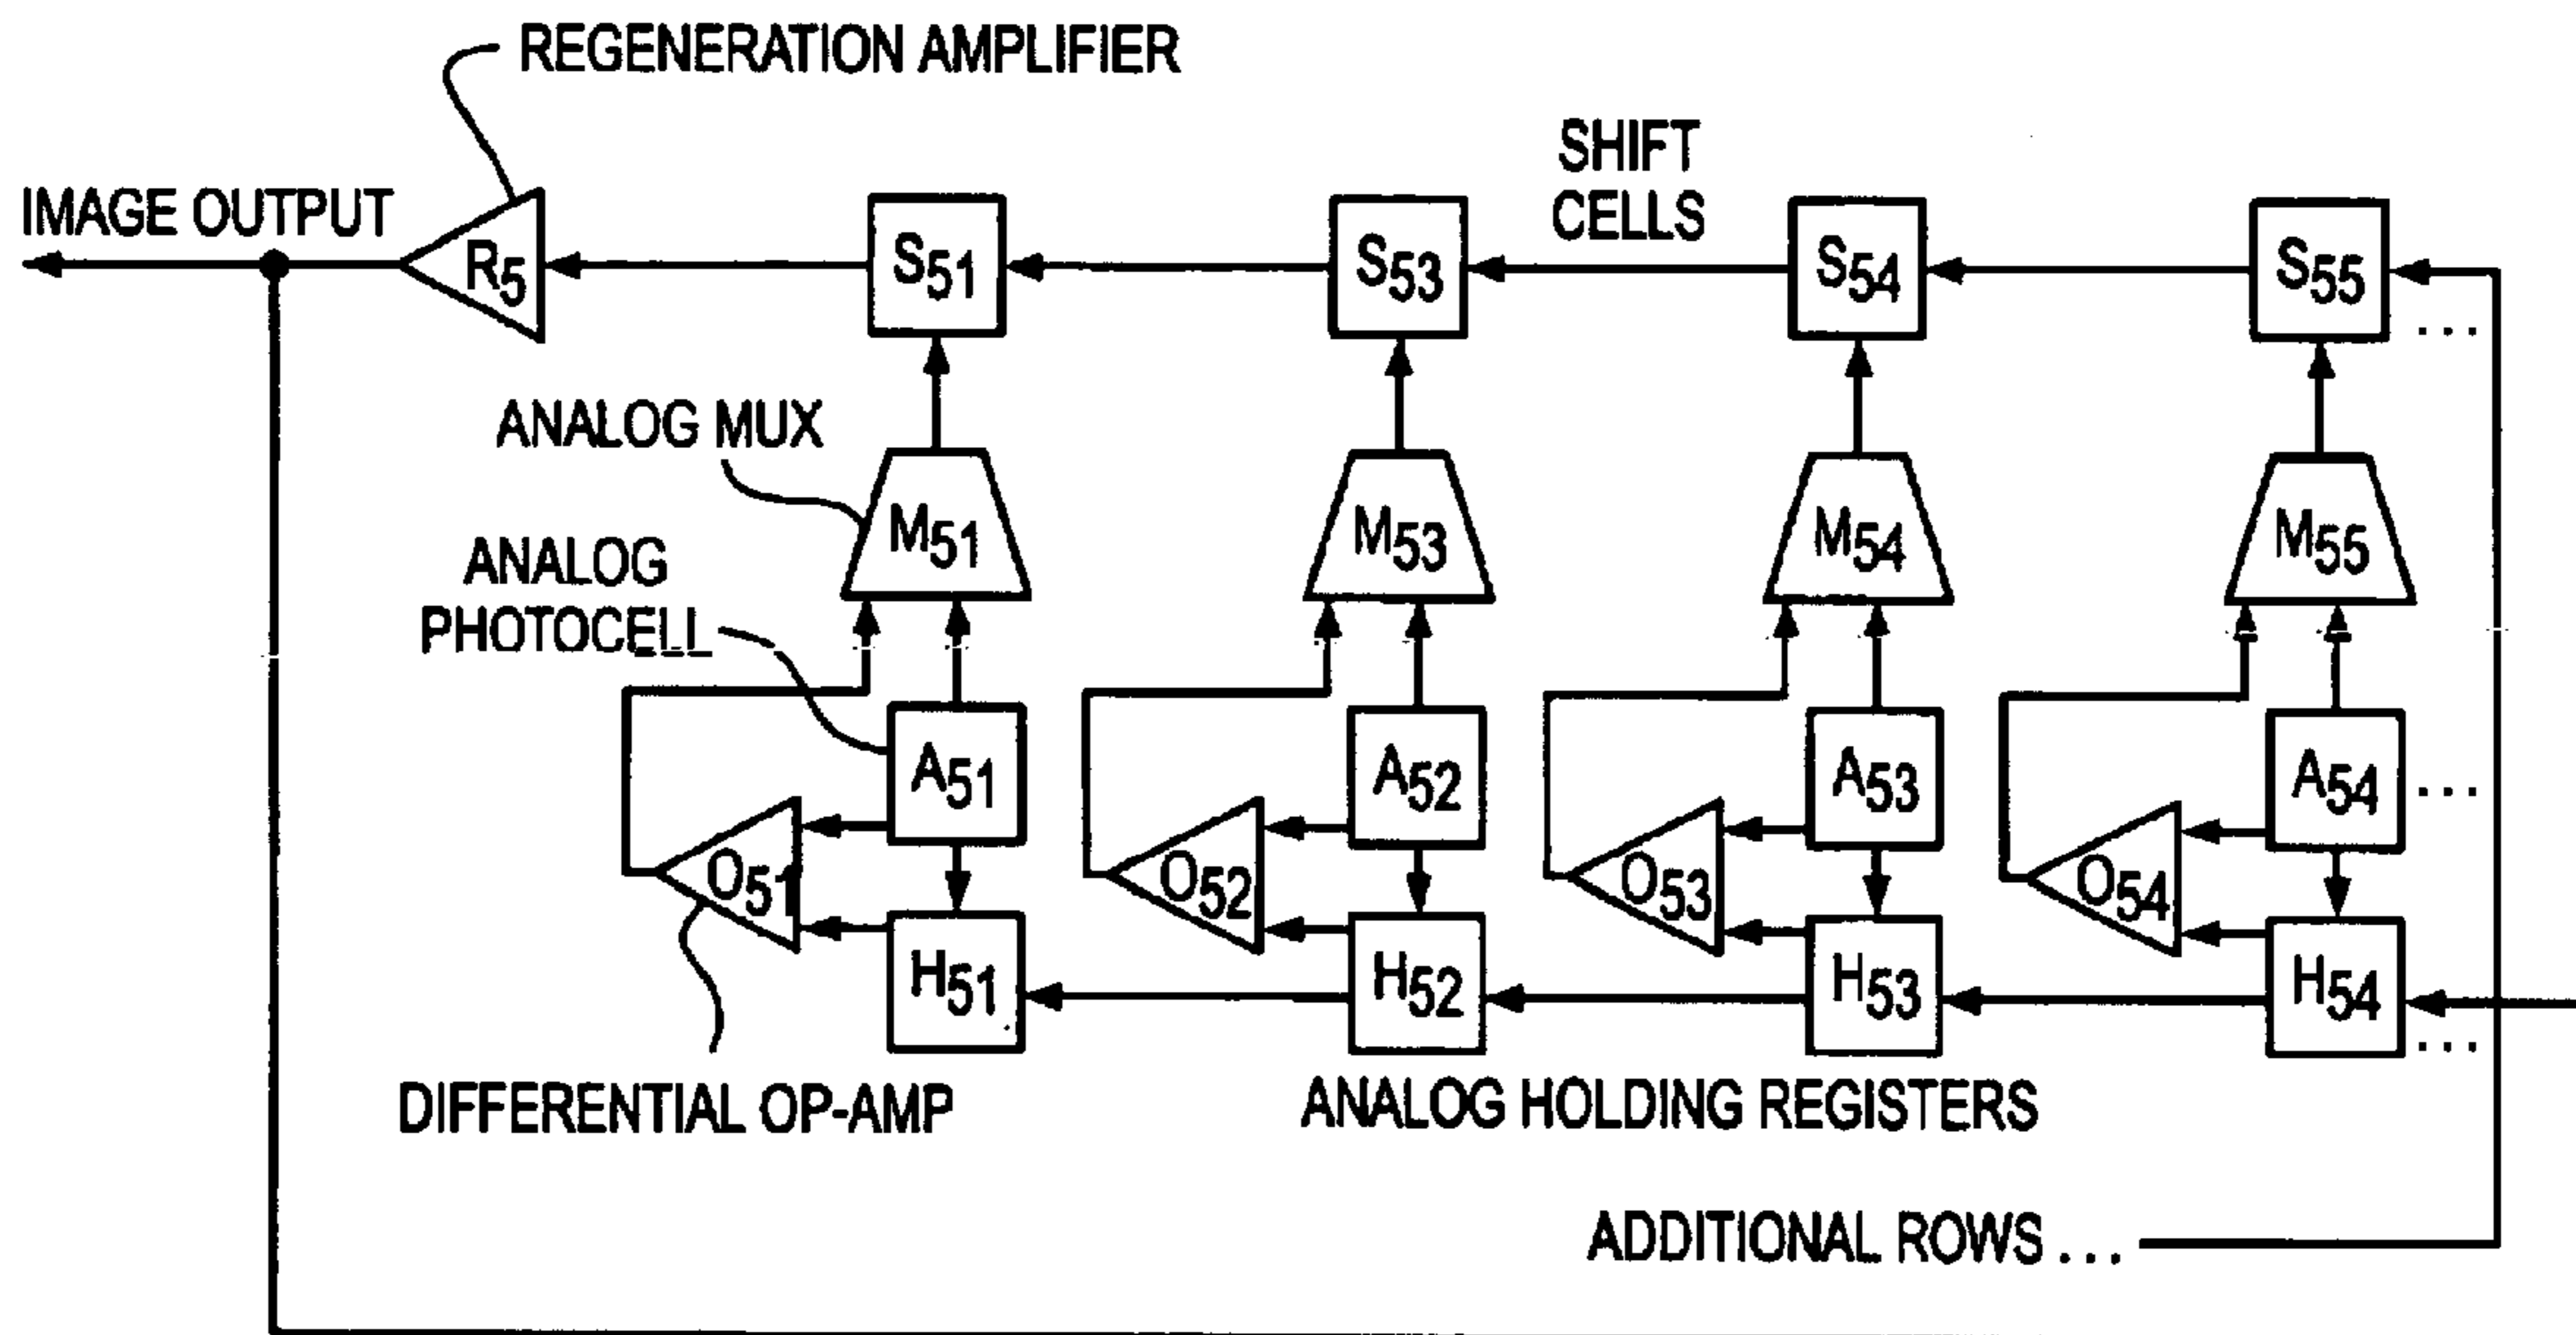 REGENERATION AMPLIFIER
IMAGE OUTPUT
SHIFT
CELLS
R5
S51
S53
S54
S55
...
ANALOG MUX
M51
M53
M54
M55
ANALOG
PHOTOCELL
A51
A52
A53
A54
...
O51
O52
O53
O54
H51
H52
H53
H54
...
DIFFERENTIAL OP-AMP
ANALOG HOLDING REGISTERS
ADDITIONAL ROWS ...